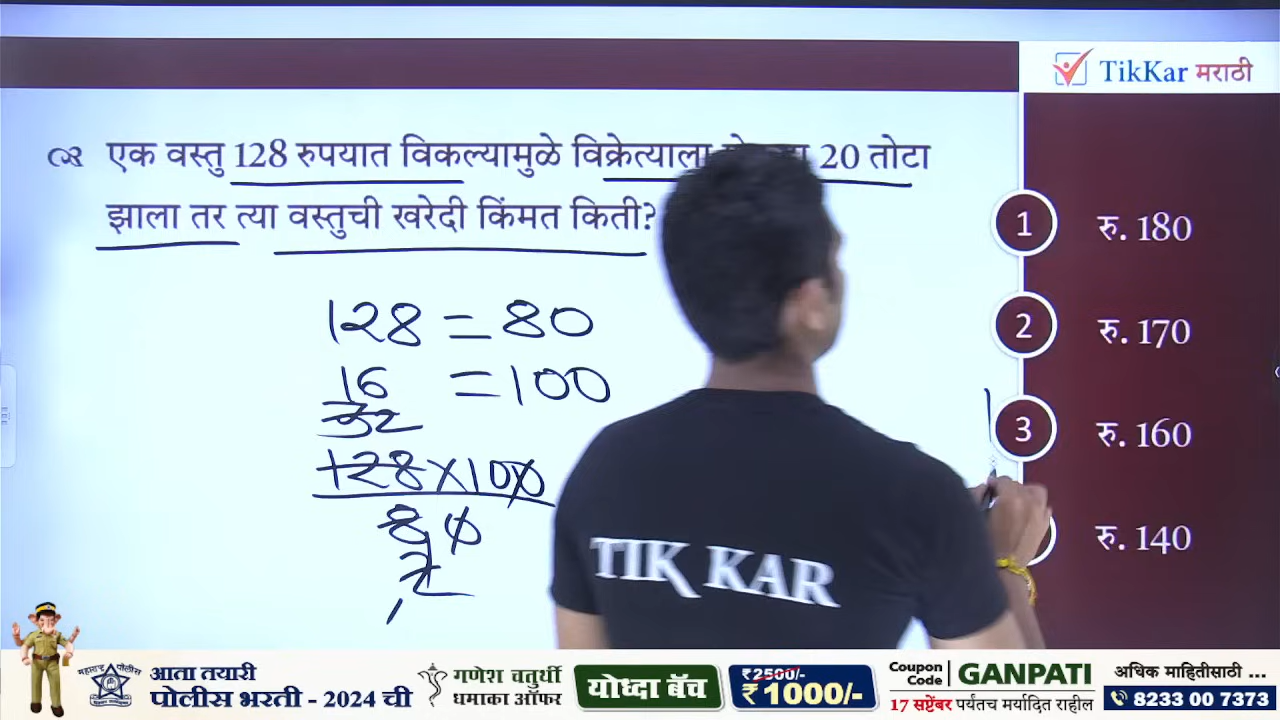 TikKar मराठी
एक वस्तु 128 रुपयात विकल्यामुळे विक्रेत्याला 20 तोटा
झाला तर त्या वस्तुची खरेदी किंमत किती?
1 रु. 180
2 रु. 170
3 रु. 160
रु. 140
128 = 80
16 = 100
32
128 × 100
80
2
TIK KAR
महाराष्ट्र पोलीस
आता तयारी
पोलीस भरती - 2024 ची
गणेश चतुर्थी
धमाका ऑफर
योध्दा बॅच
₹2500/-
₹1000/-
Coupon Code GANPATI
17 सप्टेंबर पर्यंतच मर्यादित राहील
अधिक माहितीसाठी ...
8233 00 7373